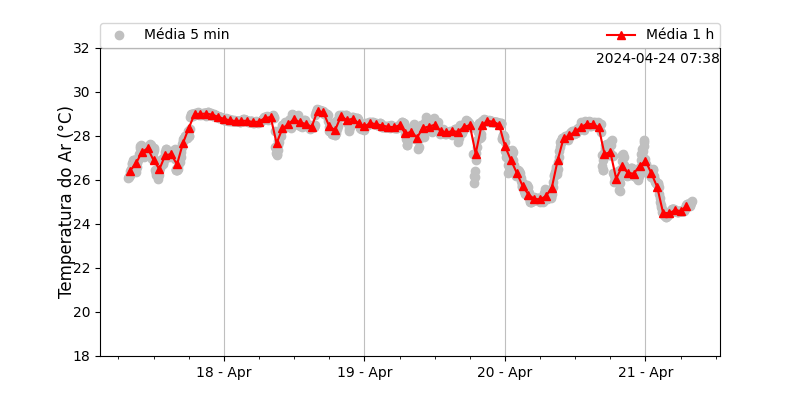 Média 5 min
Média 1 h
2024-04-24 07:38
Temperatura do Ar (°C)
32
30
28
26
24
22
20
18
18 - Apr
19 - Apr
20 - Apr
21 - Apr